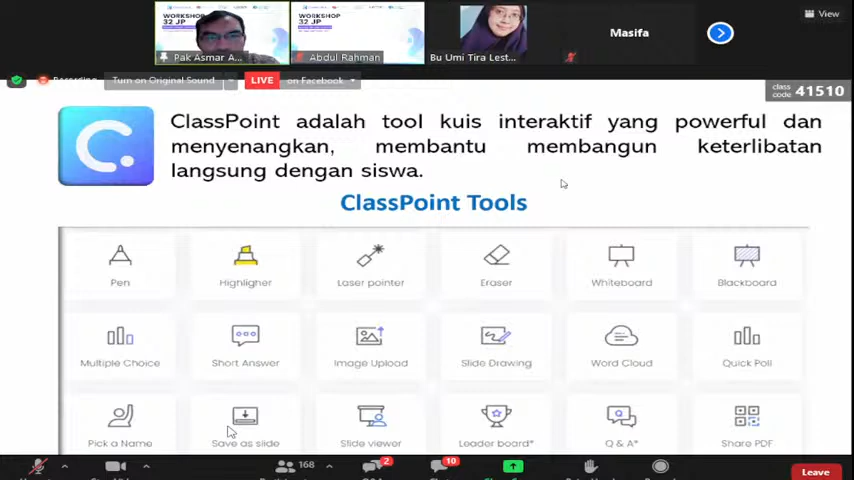 WORKSHOP
32 JP
WORKSHOP
32 JP
Masifa
View
Pak Asmar A...
Abdul Rahman
Bu Umi Tira Lest...
Recording
Turn on Original Sound
LIVE
on Facebook
class code 41510
ClassPoint adalah tool kuis interaktif yang powerful dan
menyenangkan, membantu membangun keterlibatan
langsung dengan siswa.
ClassPoint Tools
Pen
Highligher
Laser pointer
Eraser
Whiteboard
Blackboard
Multiple Choice
Short Answer
Image Upload
Slide Drawing
Word Cloud
Quick Poll
Pick a Name
Save as slide
Slide viewer
Leader board*
Q & A*
Share PDF
168
2
10
Leave